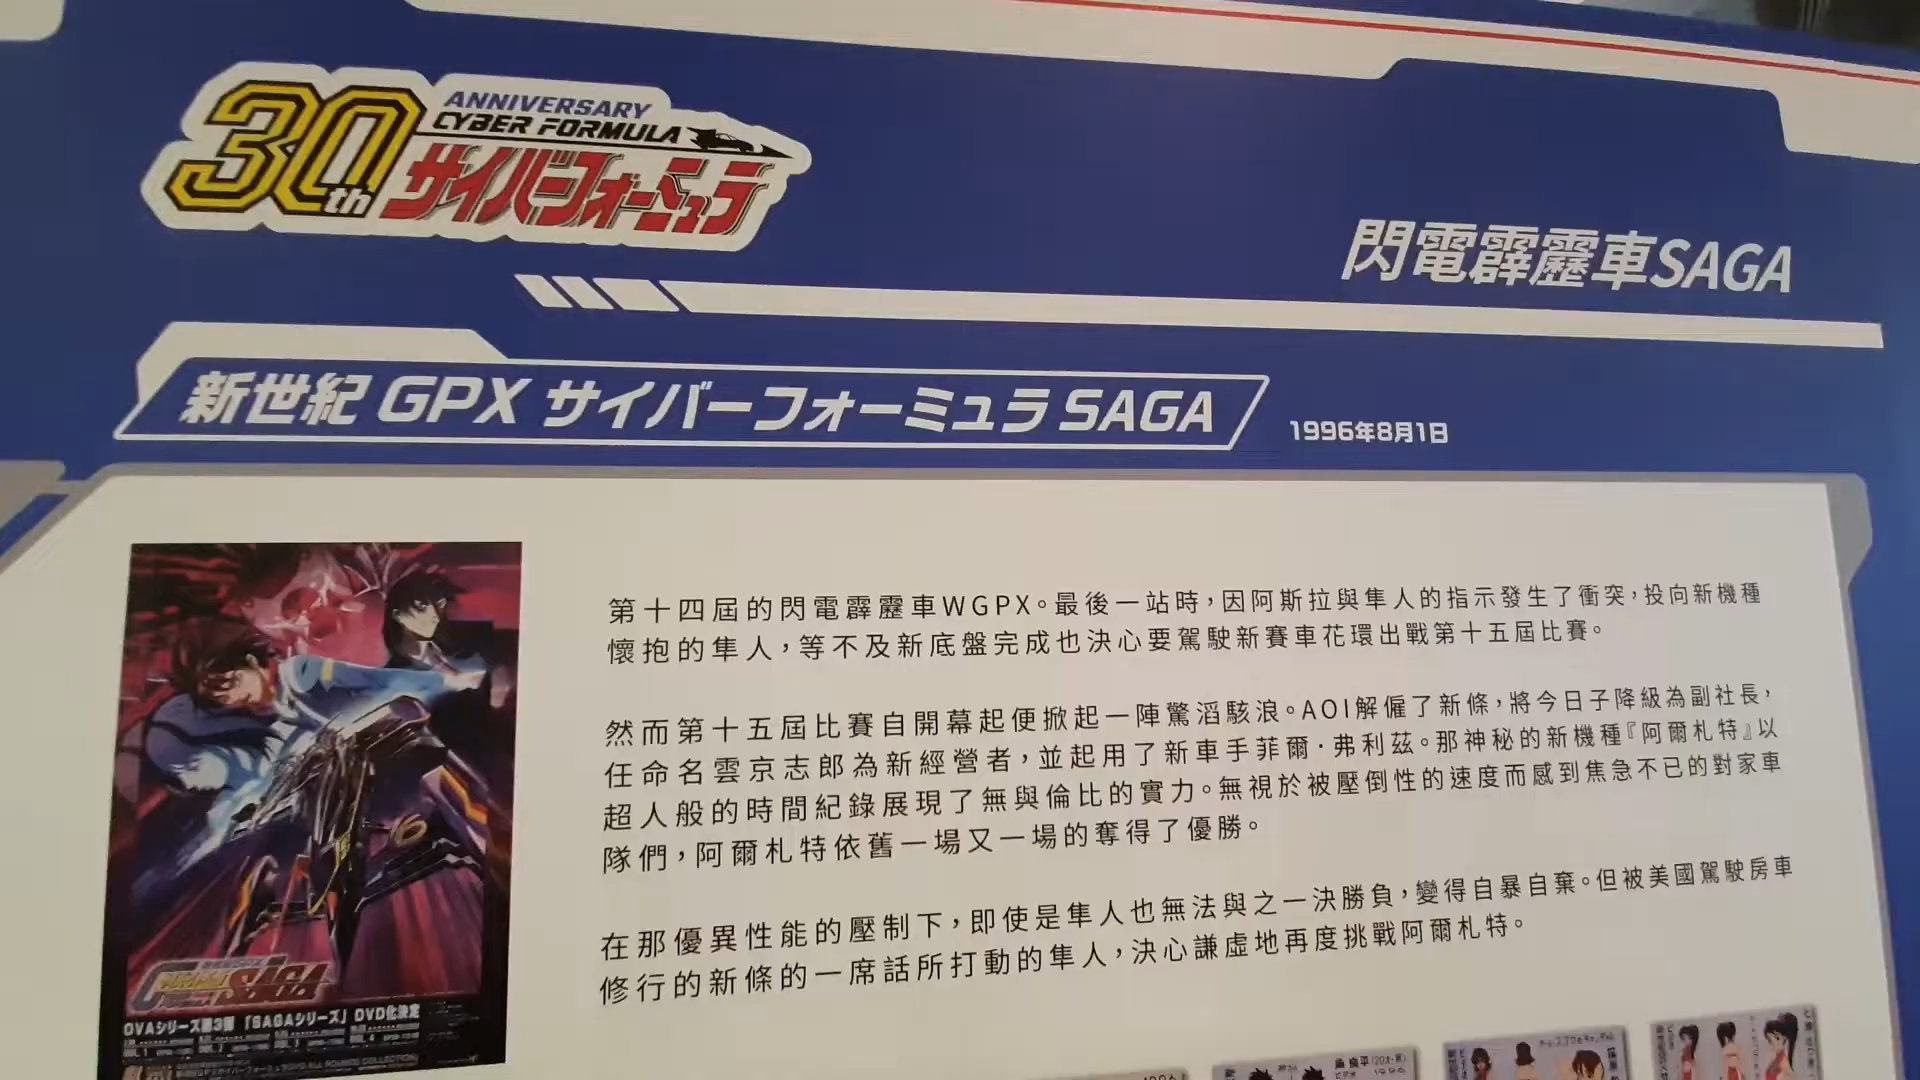 30th
ANNIVERSARY
CYBER FORMULA
サイバーフォーミュラ
閃電霹靂車SAGA
新世紀 GPX サイバーフォーミュラ SAGA
1996年8月1日
第十四屆的閃電霹靂車WGPX。最後一站時，因阿斯拉與隼人的指示發生了衝突，投向新機種
懷抱的隼人，等不及新底盤完成也決心要駕駛新賽車花環出戰第十五屆比賽。
然而第十五屆比賽自開幕起便掀起一陣驚滔駭浪。AOI解僱了新條，將今日子降級為副社長，
任命名雲京志郎為新經營者，並起用了新車手菲爾·弗利茲。那神秘的新機種『阿爾札特』以
超人般的時間紀錄展現了無與倫比的實力。無視於被壓倒性的速度而感到焦急不已的對家車
隊們，阿爾札特依舊一場又一場的奪得了優勝。
在那優異性能的壓制下，即使是隼人也無法與之一決勝負，變得自暴自棄。但被美國駕駛房車
修行的新條的一席話所打動的隼人，決心謙虛地再度挑戰阿爾札特。
SAGA
OVAシリーズ第3弾 「SAGAシリーズ」 DVD化決定